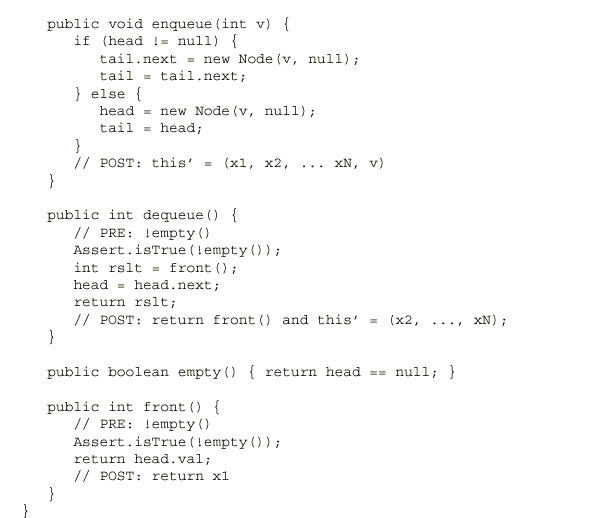 public void enqueue(int v) {
if (head != null) {
tail.next = new Node(v, null);
tail = tail.next;
} else {
head = new Node(v, null);
tail = head;
}
// POST: this’ = (x1, x2, ... xN, v)
}
public int dequeue() {
// PRE: !empty()
Assert.isTrue(!empty());
int rslt = front();
head = head.next;
return rslt;
// POST: return front() and this’ = (x2, ..., xN);
}
public boolean empty() { return head == null; }
public int front() {
// PRE: !empty()
Assert.isTrue(!empty());
return head.val;
// POST: return x1
}
}